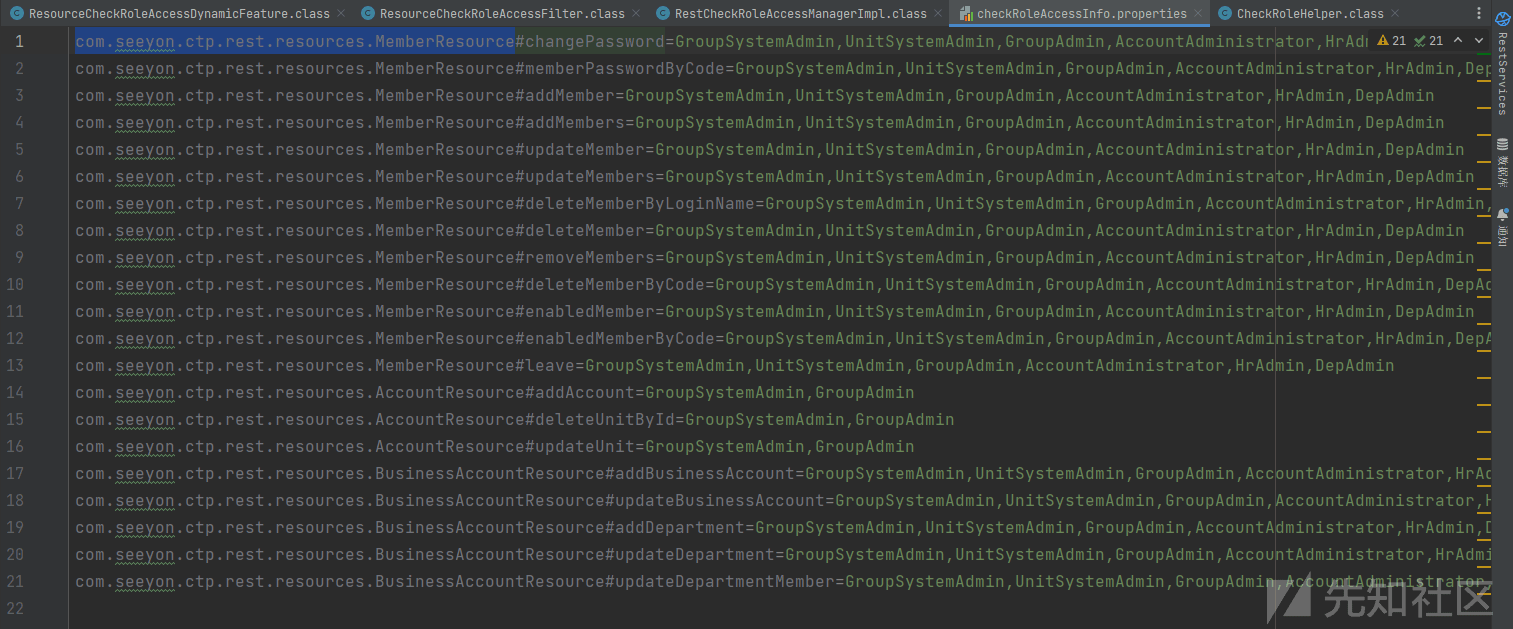 ResourceCheckRoleAccessDynamicFeature.class ResourceCheckRoleAccessFilter.class RestCheckRoleAccessManagerImpl.class checkRoleAccessInfo.properties CheckRoleHelper.class
1 com.seeyon.ctp.rest.resources.MemberResource#changePassword=GroupSystemAdmin,UnitSystemAdmin,GroupAdmin,AccountAdministrator,HrAd 21 21
2 com.seeyon.ctp.rest.resources.MemberResource#memberPasswordByCode=GroupSystemAdmin,UnitSystemAdmin,GroupAdmin,AccountAdministrator,HrAdmin,Dep
3 com.seeyon.ctp.rest.resources.MemberResource#addMember=GroupSystemAdmin,UnitSystemAdmin,GroupAdmin,AccountAdministrator,HrAdmin,DepAdmin
4 com.seeyon.ctp.rest.resources.MemberResource#addMembers=GroupSystemAdmin,UnitSystemAdmin,GroupAdmin,AccountAdministrator,HrAdmin,DepAdmin
5 com.seeyon.ctp.rest.resources.MemberResource#updateMember=GroupSystemAdmin,UnitSystemAdmin,GroupAdmin,AccountAdministrator,HrAdmin,DepAdmin
6 com.seeyon.ctp.rest.resources.MemberResource#updateMembers=GroupSystemAdmin,UnitSystemAdmin,GroupAdmin,AccountAdministrator,HrAdmin,DepAdmin
7 com.seeyon.ctp.rest.resources.MemberResource#deleteMemberByLoginName=GroupSystemAdmin,UnitSystemAdmin,GroupAdmin,AccountAdministrator,HrAdmin,
8 com.seeyon.ctp.rest.resources.MemberResource#deleteMember=GroupSystemAdmin,UnitSystemAdmin,GroupAdmin,AccountAdministrator,HrAdmin,DepAdmin
9 com.seeyon.ctp.rest.resources.MemberResource#removeMembers=GroupSystemAdmin,UnitSystemAdmin,GroupAdmin,AccountAdministrator,HrAdmin,DepAdmin
10 com.seeyon.ctp.rest.resources.MemberResource#deleteMemberByCode=GroupSystemAdmin,UnitSystemAdmin,GroupAdmin,AccountAdministrator,HrAdmin,DepAd
11 com.seeyon.ctp.rest.resources.MemberResource#enabledMember=GroupSystemAdmin,UnitSystemAdmin,GroupAdmin,AccountAdministrator,HrAdmin,DepAdmin
12 com.seeyon.ctp.rest.resources.MemberResource#enabledMemberByCode=GroupSystemAdmin,UnitSystemAdmin,GroupAdmin,AccountAdministrator,HrAdmin,DepA
13 com.seeyon.ctp.rest.resources.MemberResource#leave=GroupSystemAdmin,UnitSystemAdmin,GroupAdmin,AccountAdministrator,HrAdmin,DepAdmin
14 com.seeyon.ctp.rest.resources.AccountResource#addAccount=GroupSystemAdmin,GroupAdmin
15 com.seeyon.ctp.rest.resources.AccountResource#deleteUnitById=GroupSystemAdmin,GroupAdmin
16 com.seeyon.ctp.rest.resources.AccountResource#updateUnit=GroupSystemAdmin,GroupAdmin
17 com.seeyon.ctp.rest.resources.BusinessAccountResource#addBusinessAccount=GroupSystemAdmin,UnitSystemAdmin,GroupAdmin,AccountAdministrator,HrAd
18 com.seeyon.ctp.rest.resources.BusinessAccountResource#updateBusinessAccount=GroupSystemAdmin,UnitSystemAdmin,GroupAdmin,AccountAdministrator,H
19 com.seeyon.ctp.rest.resources.BusinessAccountResource#addDepartment=GroupSystemAdmin,UnitSystemAdmin,GroupAdmin,AccountAdministrator,HrAdmin,D
20 com.seeyon.ctp.rest.resources.BusinessAccountResource#updateDepartment=GroupSystemAdmin,UnitSystemAdmin,GroupAdmin,AccountAdministrator,HrAdmi
21 com.seeyon.ctp.rest.resources.BusinessAccountResource#updateDepartmentMember=GroupSystemAdmin,UnitSystemAdmin,GroupAdmin,AccountAdministrator,
22
RestServices
数据库
通知
先知社区